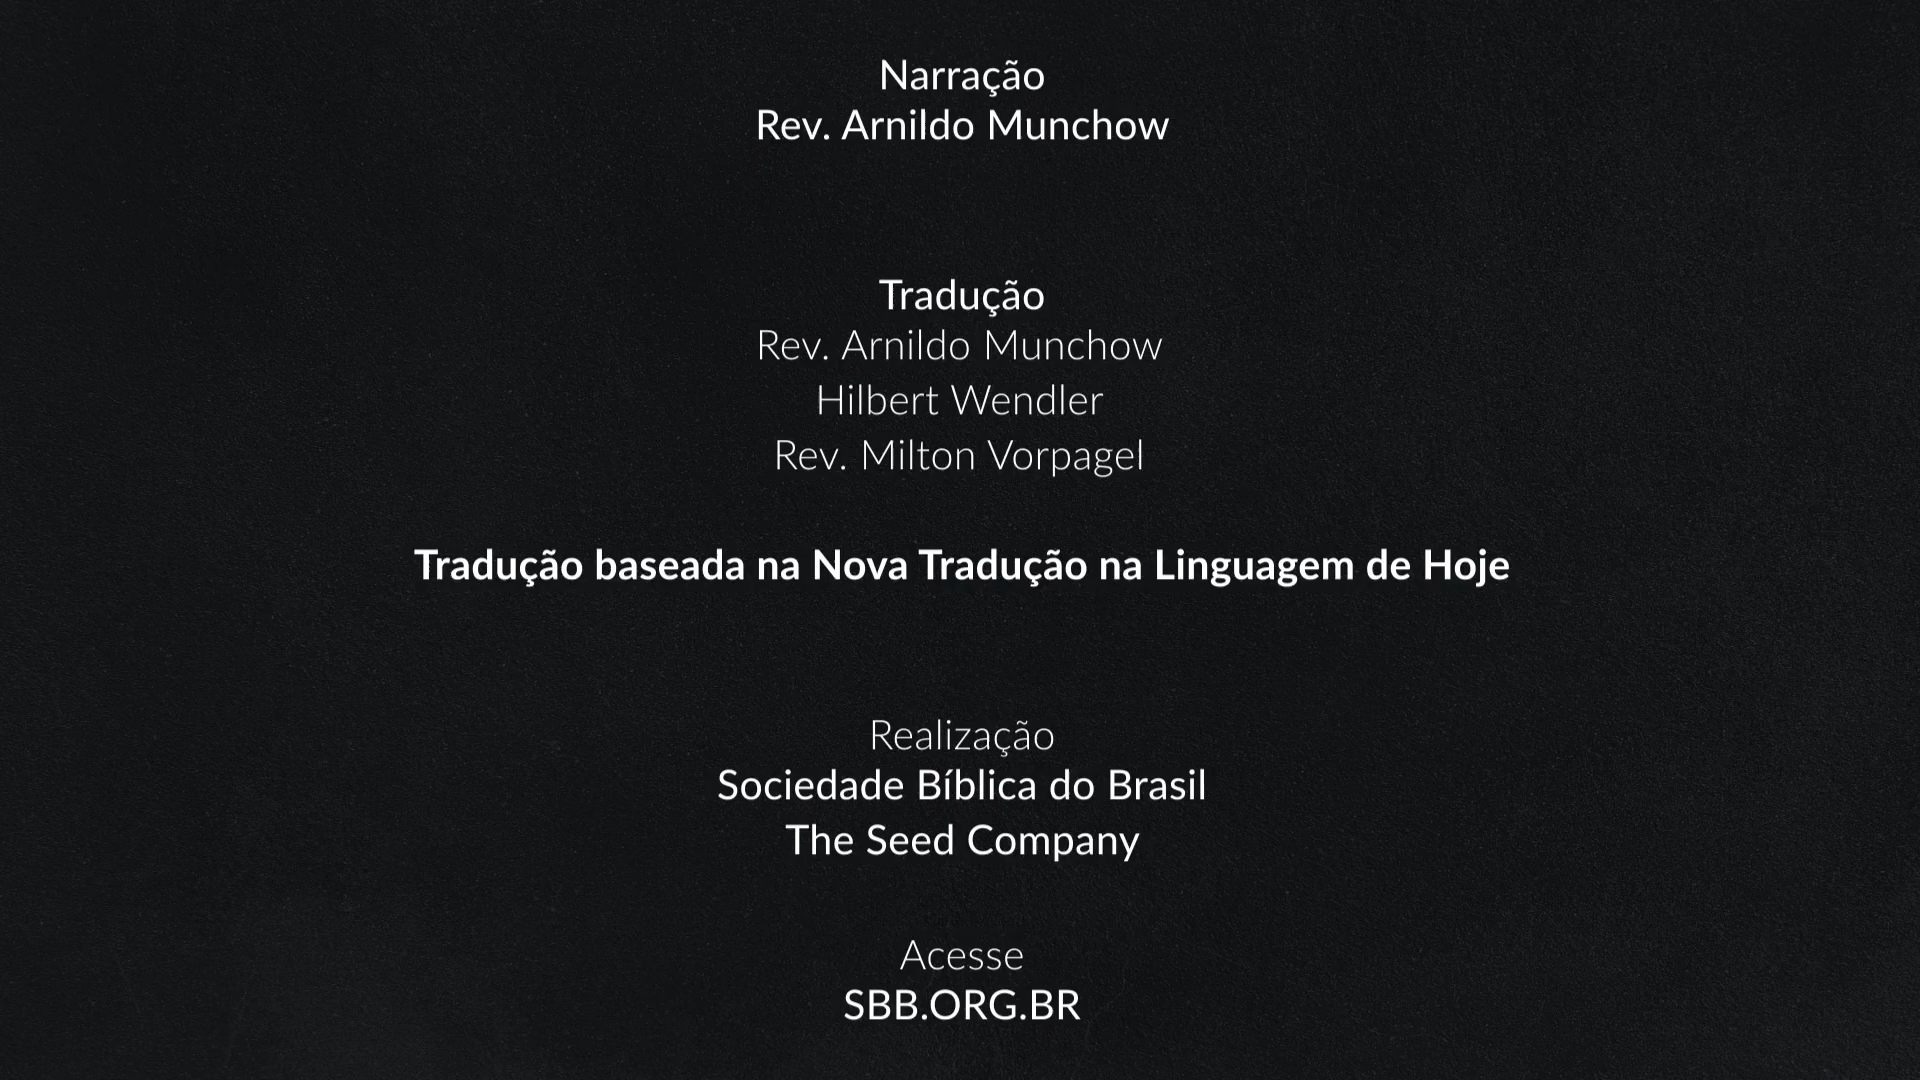 Narração
Rev. Arnildo Munchow
Tradução
Rev. Arnildo Munchow
Hilbert Wendler
Rev. Milton Vorpagel
Tradução baseada na Nova Tradução na Linguagem de Hoje
Realização
Sociedade Bíblica do Brasil
The Seed Company
Acesse
SBB.ORG.BR